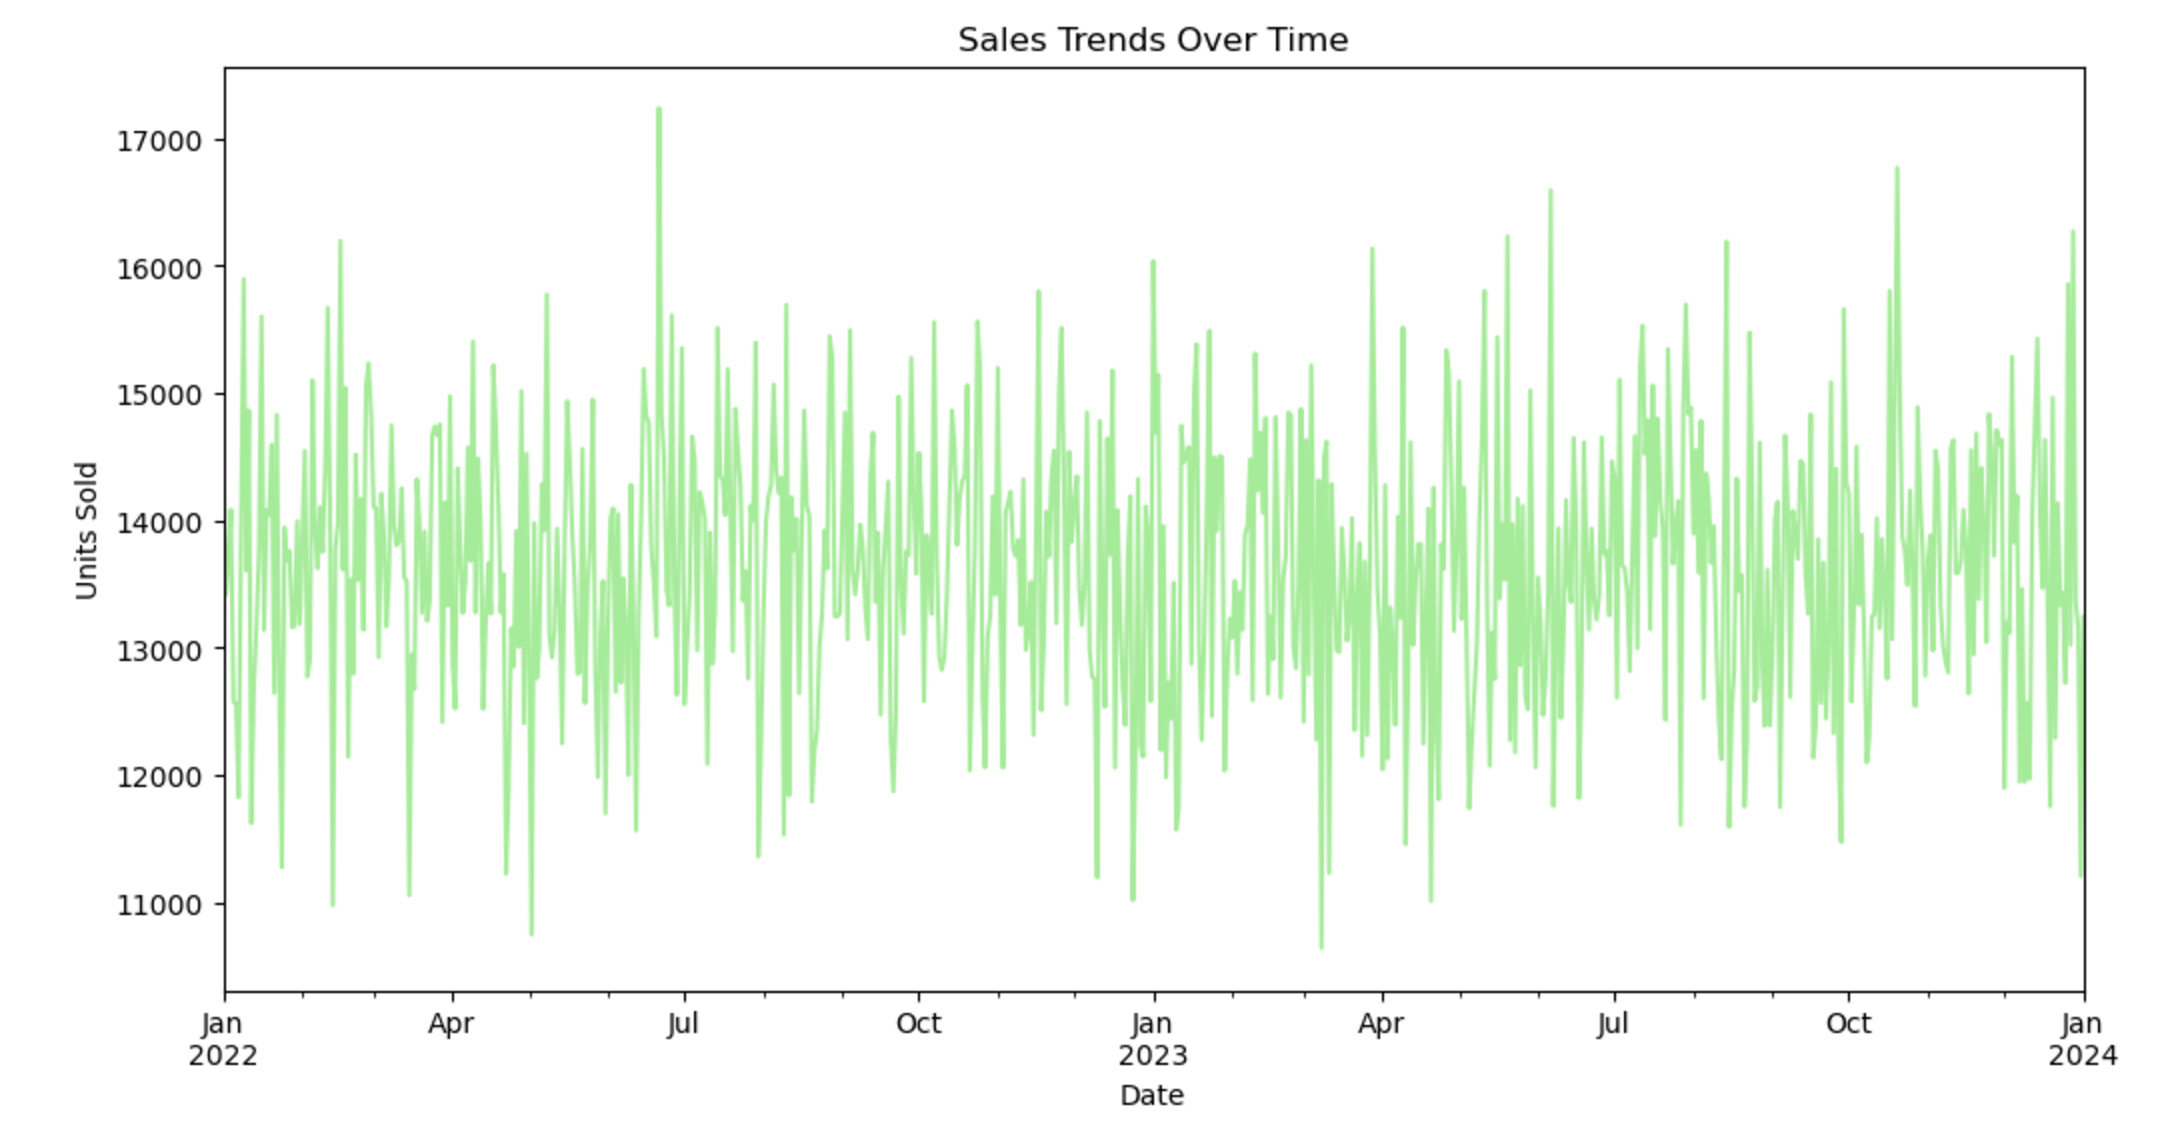 Sales Trends Over Time
17000
16000
15000
14000
13000
12000
11000
Units Sold
Jan Apr Jul Oct Jan Apr Jul Oct Jan
2022 2023 2024
Date